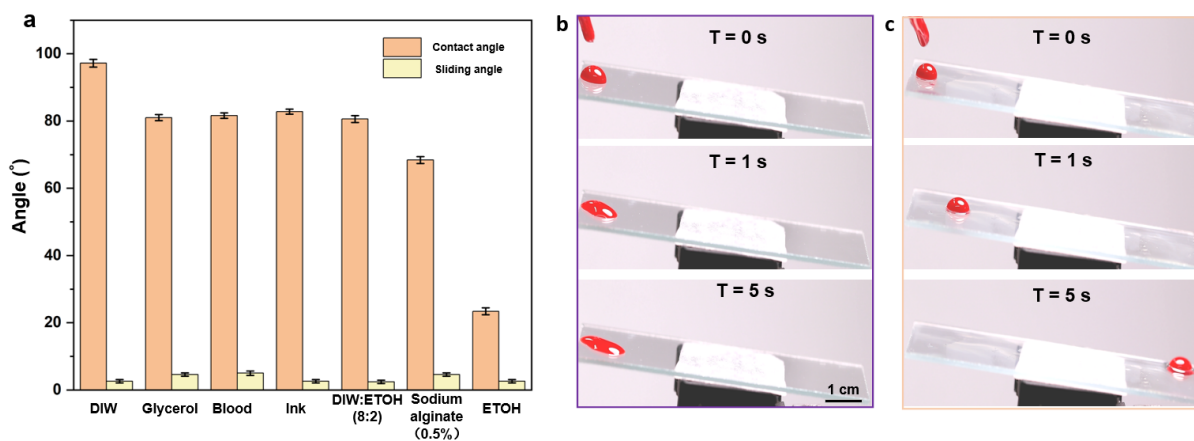 a
100
80
60
40
20
0
Angle (°)
Contact angle
Sliding angle
DIW
Glycerol
Blood
Ink
DIW:ETOH
(8:2)
Sodium
alginate
(0.5%)
ETOH
b
T = 0 s
T = 1 s
T = 5 s
1 cm
c
T = 0 s
T = 1 s
T = 5 s